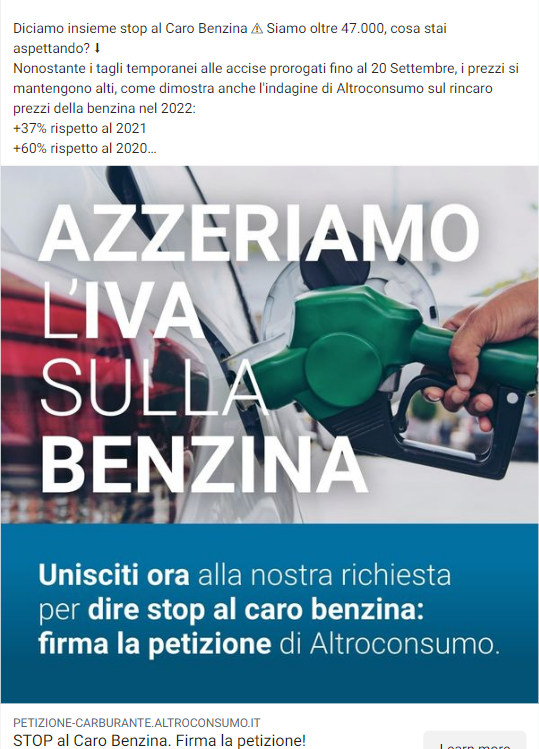 Diciamo insieme stop al Caro Benzina ⚠ Siamo oltre 47.000, cosa stai
aspettando? ⬇
Nonostante i tagli temporanei alle accise prorogati fino al 20 Settembre, i prezzi si
mantengono alti, come dimostra anche l'indagine di Altroconsumo sul rincaro
prezzi della benzina nel 2022:
+37% rispetto al 2021
+60% rispetto al 2020...
AZZERIAMO
L'IVA
SULLA
BENZINA
Unisciti ora alla nostra richiesta
per dire stop al caro benzina:
firma la petizione di Altroconsumo.
PETIZIONE-CARBURANTE.ALTROCONSUMO.IT
STOP al Caro Benzina. Firma la petizione!
Learn more